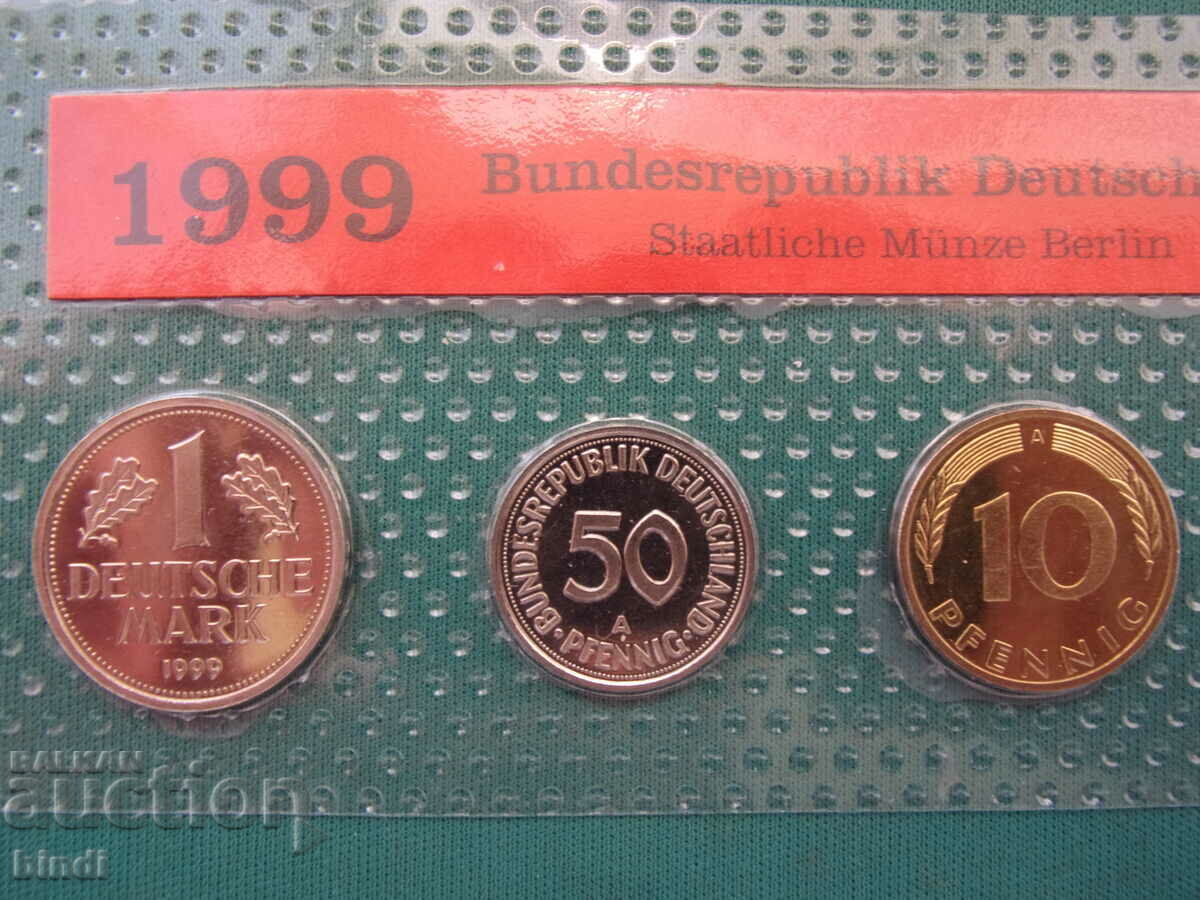 1999 Bundesrepublik Deutsch
Staatliche Münze Berlin
1
DEUTSCHE
MARK
1999
BUNDESREPUBLIK DEUTSCHLAND
50
A
PFENNIG
A
10
PFENNIG
BALKAN
auction
bindi